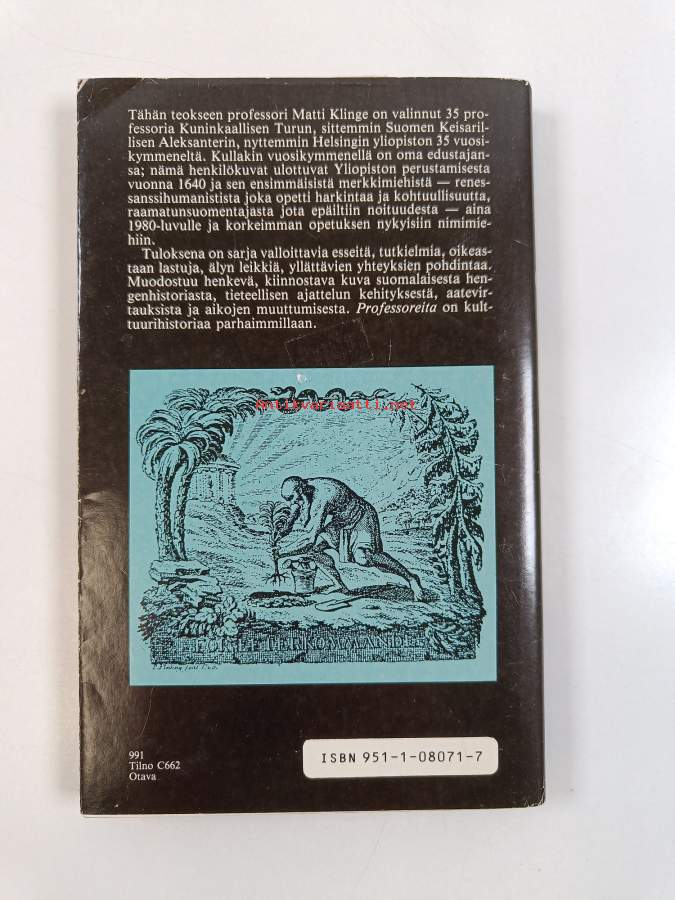 Tähän teokseen professori Matti Klinge on valinnut 35 pro-
fessoria Kuninkaallisen Turun, sittemmin Suomen Keisaril-
lisen Aleksanterin, nyttemmin Helsingin yliopiston 35 vuosi-
kymmeneltä. Kullakin vuosikymmenellä on oma edustajan-
sa; nämä henkilökuvat ulottuvat Yliopiston perustamisesta
vuonna 1640 ja sen ensimmäisistä merkkimiehistä — renes-
sanssihumanistista joka opetti harkintaa ja kohtuullisuutta,
raamatunsuomentajasta jota epäiltiin noituudesta — aina
1980-luvulle ja korkeimman opetuksen nykyisiin nimimie-
hiin.
Tuloksena on sarja valloittavia esseitä, tutkielmia, oikeas-
taan lastuja, älyn leikkiä, yllättävien yhteyksien pohdintaa.
Muodostuu henkevä, kiinnostava kuva suomalaisesta hen-
genhistoriasta, tieteellisen ajattelun kehityksestä, aatevir-
tauksista ja aikojen muuttumisesta. Professoreita on kult-
tuurihistoriaa parhaimmillaan.
Antikvariaatti.net
FÖR EFTERKOMMANDE
991
Tilno C662
Otava
ISBN 951-1-08071-7